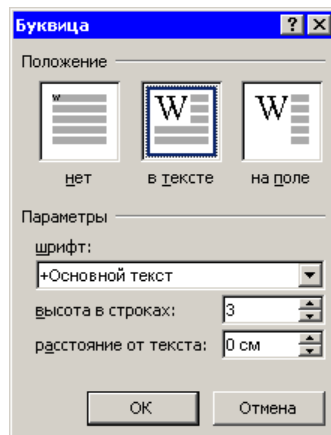 Буквица
Положение
w W W
нет в тексте на поле
Параметры
шрифт:
+Основной текст
высота в строках: 3
расстояние от текста: 0 см
ОК Отмена